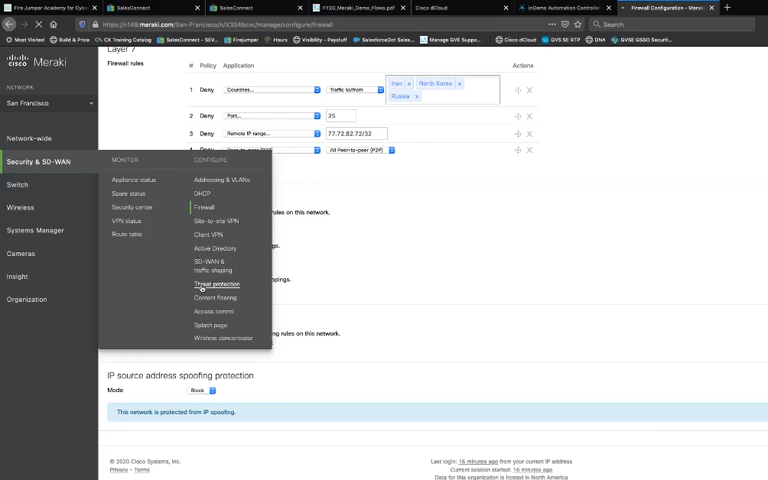 Fire Jumper Academy for Cyb
SalesConnect
SalesConnect
FY20_Meraki_Demo_Flows.pdf
Cisco dCloud
inDemo Automation Controller
Firewall Configuration - Meraki
https://n149.meraki.com/San-Francisco/n/X354bcvc/manage/configure/firewall
Search
Most Visited
Build & Price
CX Training Catalog
SalesConnect - SEV...
Firejumper
Hours
Visibility - Paystuff
SalesforceDot Sales...
Manage GVE Suppo...
Cisco dCloud
GVS SE RTP
DNA
GVSE GSSO Security...
cisco Meraki
NETWORK
San Francisco
Network-wide
Security & SD-WAN
Switch
Wireless
Systems Manager
Cameras
Insight
Organization
Layer 7
Firewall rules
# Policy Application Actions
1 Deny Countries... Traffic to/from Iran x North Korea x
Russia x
2 Deny Port... 25
3 Deny Remote IP range... 77.72.82.72/32
All Peer-to-peer (P2P)
MONITOR
Appliance status
Spare status
Security center
VPN status
Route table
CONFIGURE
Addressing & VLANs
DHCP
Firewall
Site-to-site VPN
Client VPN
Active Directory
SD-WAN &
traffic shaping
Threat protection
Content filtering
Access control
Splash page
Wireless concentrator
rules on this network.
gs.
ppings.
ng rules on this network.
IP source address spoofing protection
Mode Block
This network is protected from IP spoofing.
© 2020 Cisco Systems, Inc.
Privacy - Terms
Last login: 16 minutes ago from your current IP address
Current session started: 16 minutes ago
Data for this organization is hosted in North America